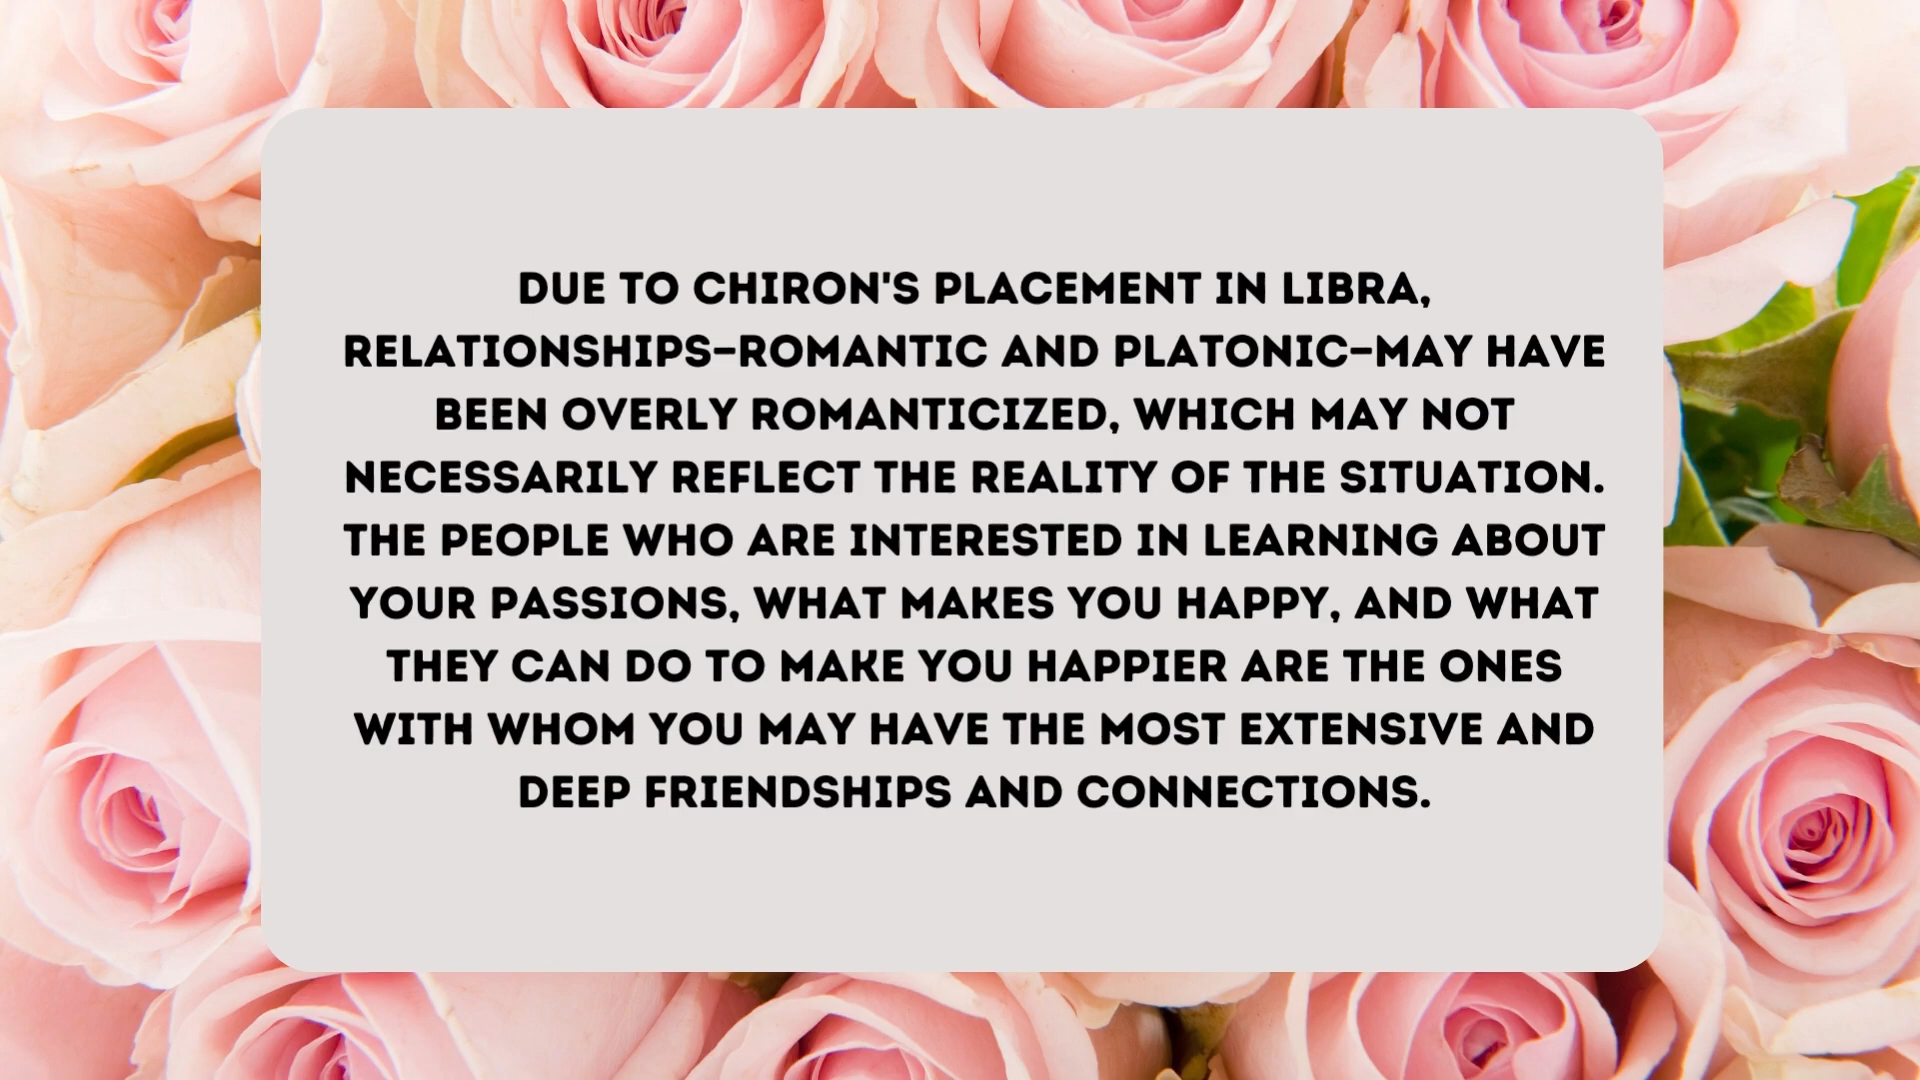 DUE TO CHIRON'S PLACEMENT IN LIBRA,
RELATIONSHIPS–ROMANTIC AND PLATONIC–MAY HAVE
BEEN OVERLY ROMANTICIZED, WHICH MAY NOT
NECESSARILY REFLECT THE REALITY OF THE SITUATION.
THE PEOPLE WHO ARE INTERESTED IN LEARNING ABOUT
YOUR PASSIONS, WHAT MAKES YOU HAPPY, AND WHAT
THEY CAN DO TO MAKE YOU HAPPIER ARE THE ONES
WITH WHOM YOU MAY HAVE THE MOST EXTENSIVE AND
DEEP FRIENDSHIPS AND CONNECTIONS.